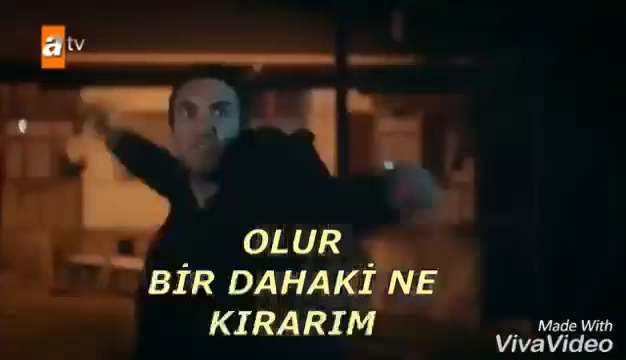 atv
OLUR
BİR DAHAKİ NE
KIRARIM
Made With
VivaVideo